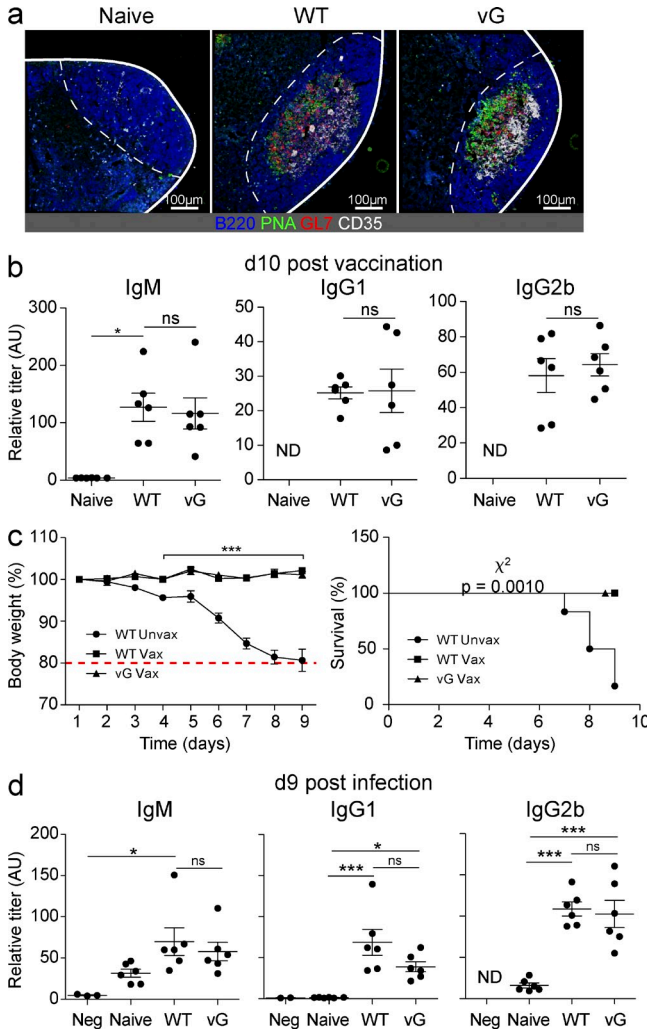 a
Naive WT vG
100µm 100µm 100µm
B220 PNA GL7 CD35
b
d10 post vaccination
IgM IgG1 IgG2b
Relative titer (AU)
300
200
100
0
* ns
Naive WT vG
50
40
30
20
10
0
ns
ND
Naive WT vG
100
80
60
40
20
0
ns
ND
Naive WT vG
c
Body weight (%)
110
100
90
80
70
***
WT Unvax
WT Vax
vG Vax
1 2 3 4 5 6 7 8 9
Time (days)
Survival (%)
150
100
50
0
χ²
p = 0.0010
WT Unvax
WT Vax
vG Vax
0 2 4 6 8 10
Time (days)
d
d9 post infection
IgM IgG1 IgG2b
Relative titer (AU)
200
150
100
50
0
* ns
Neg Naive WT vG
*
*** ns
Neg Naive WT vG
***
*** ns
ND
Neg Naive WT vG